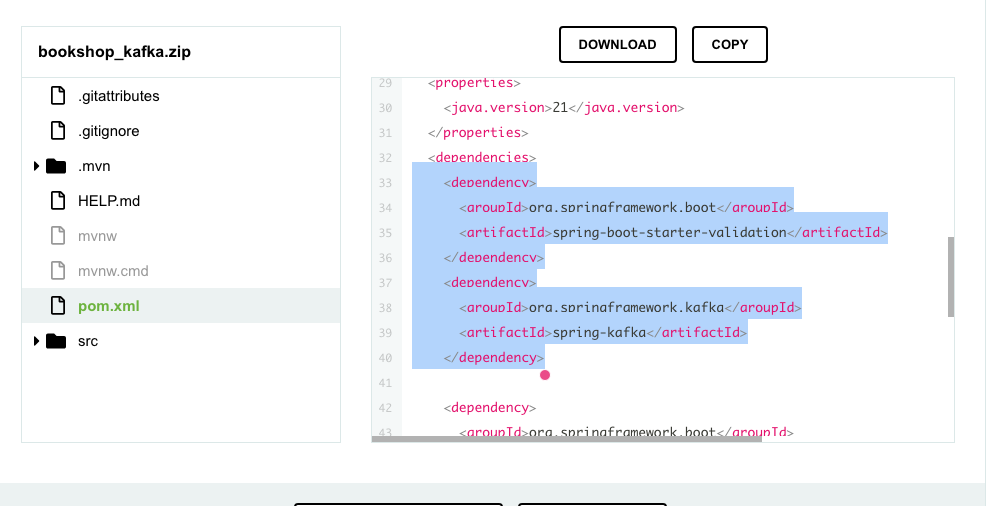 bookshop_kafka.zip
.gitattributes
.gitignore
.mvn
HELP.md
mvnw
mvnw.cmd
pom.xml
src
DOWNLOAD
COPY
29 <properties>
30 <java.version>21</java.version>
31 </properties>
32 <dependencies>
33 <dependency>
34 <groupId>org.springframework.boot</groupId>
35 <artifactId>spring-boot-starter-validation</artifactId>
36 </dependency>
37 <dependency>
38 <groupId>org.springframework.kafka</groupId>
39 <artifactId>spring-kafka</artifactId>
40 </dependency>
41
42 <dependency>
43 <groupId>org.springframework.boot</groupId>